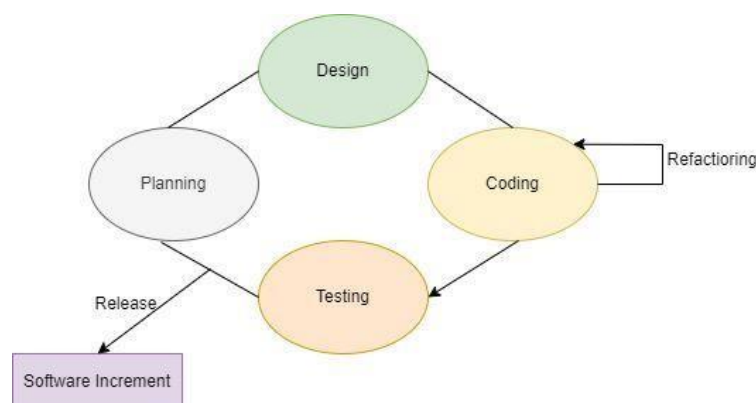 Design
Planning
Coding
Refactioring
Testing
Release
Software Increment